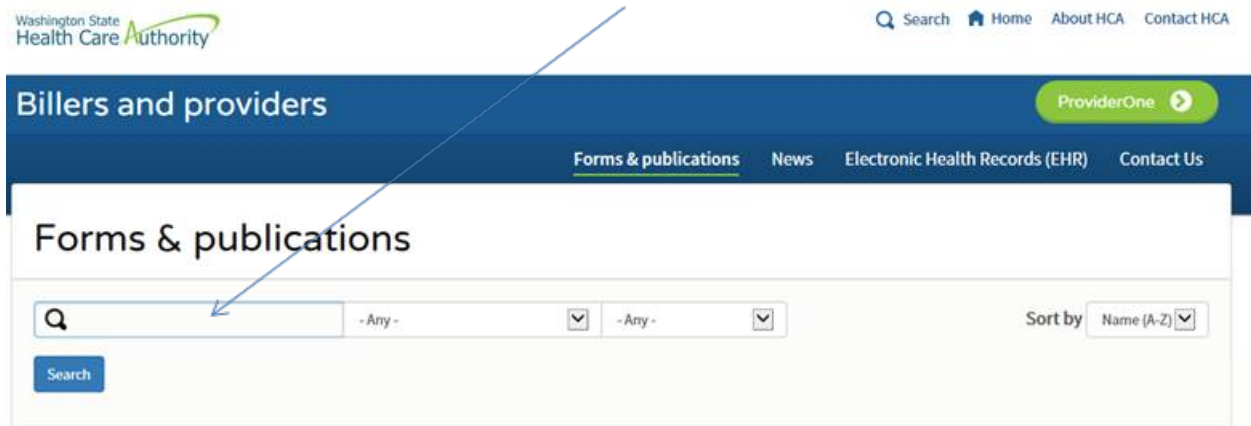 Washington State
Health Care Authority
Search Home About HCA Contact HCA
Billers and providers
ProviderOne
Forms & publications News Electronic Health Records (EHR) Contact Us
Forms & publications
- Any - - Any - Sort by Name (A-Z)
Search